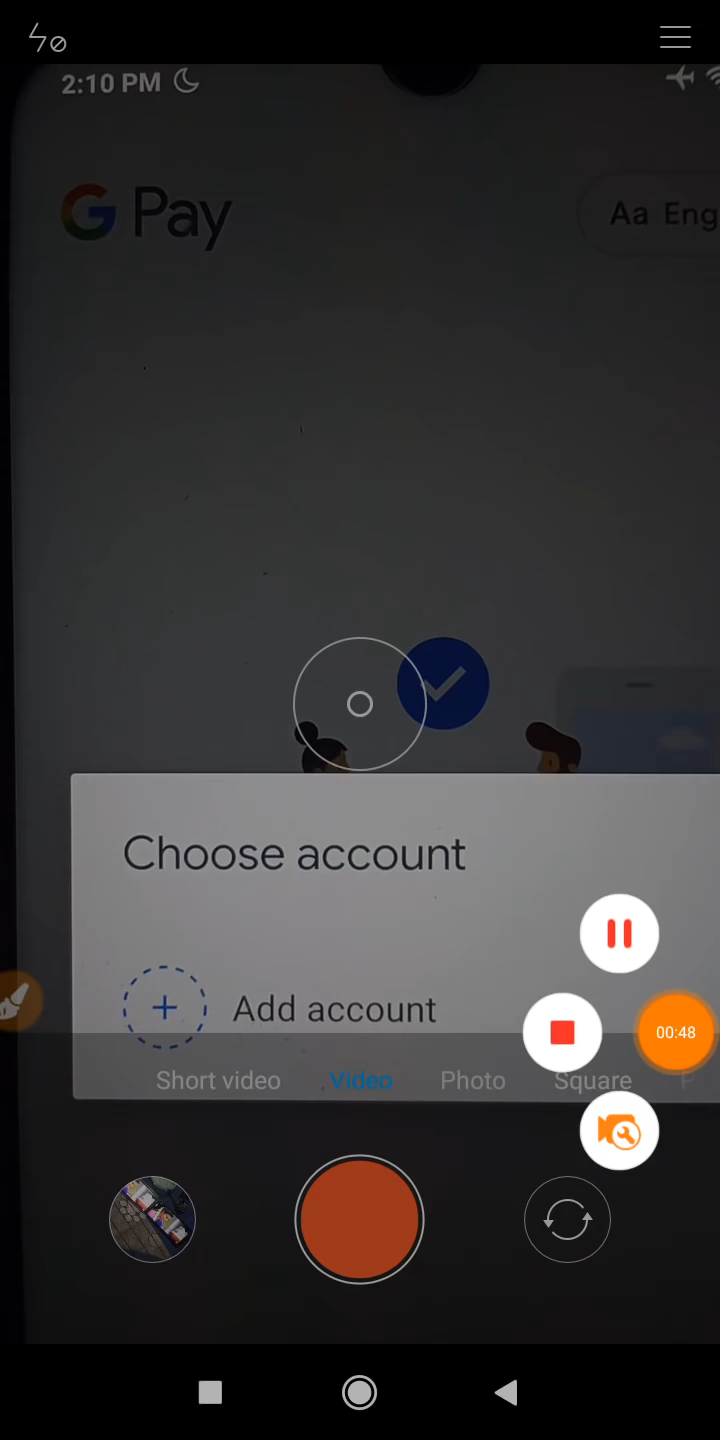 2:10 PM
G Pay
Aa Eng
Choose account
Add account
00:48
Short video Video Photo Square P